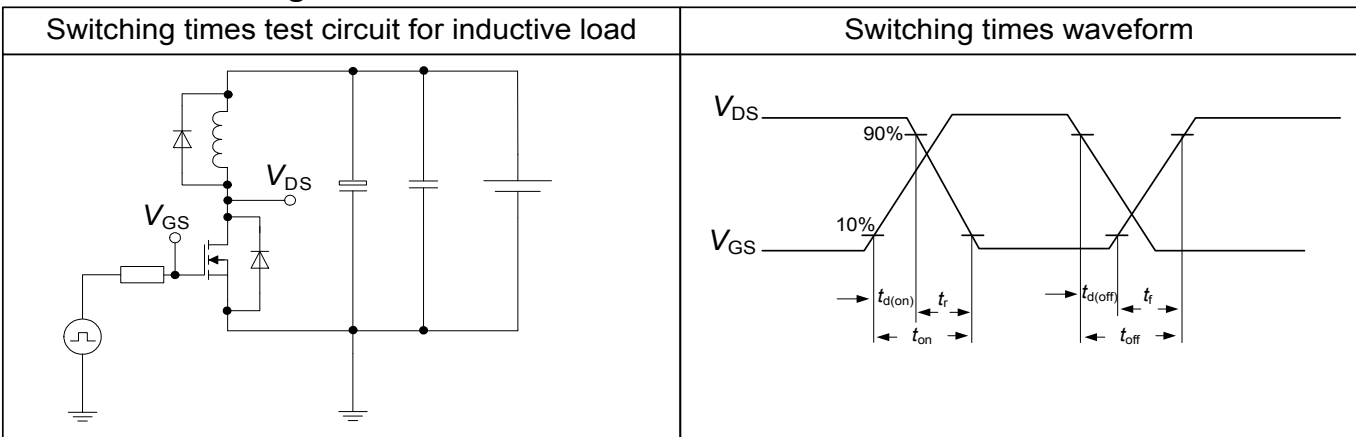 Switching times test circuit for inductive load
Switching times waveform
VDS
VGS
VDS
90%
10%
VGS
td(on) tr
ton
td(off) tf
toff